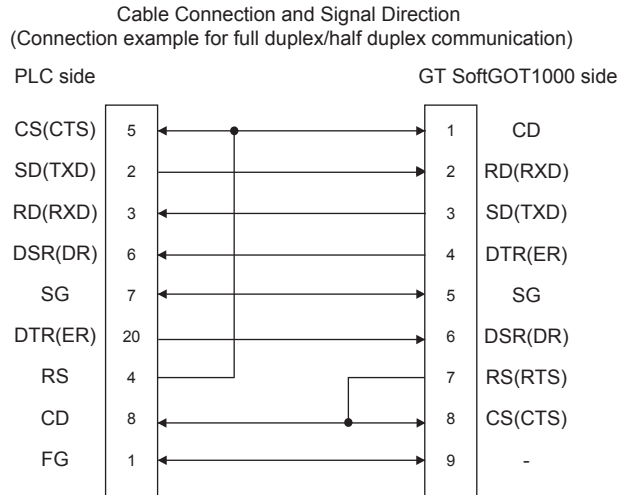 Cable Connection and Signal Direction
(Connection example for full duplex/half duplex communication)
PLC side GT SoftGOT1000 side
CS(CTS) 5 1 CD
SD(TXD) 2 2 RD(RXD)
RD(RXD) 3 3 SD(TXD)
DSR(DR) 6 4 DTR(ER)
SG 7 5 SG
DTR(ER) 20 6 DSR(DR)
RS 4 7 RS(RTS)
CD 8 8 CS(CTS)
FG 1 9 -